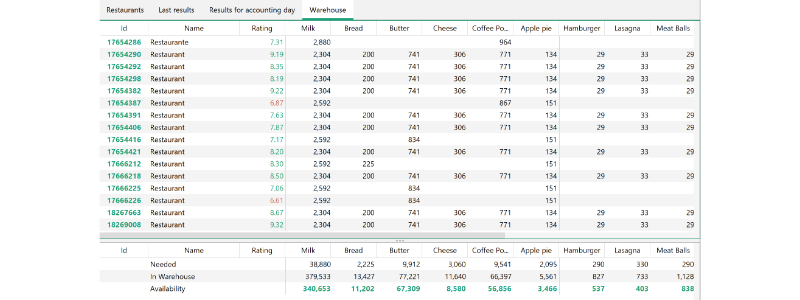 Restaurants Last results Results for accounting day Warehouse
Id Name Rating Milk Bread Butter Cheese Coffee Po... Apple pie Hamburger Lasagna Meat Balls
17654286 Restaurante 7.31 2,880 964
17654290 Restaurant 9.19 2,304 200 741 306 771 134 29 33 29
17654292 Restaurant 8.35 2,304 200 741 306 771 134 29 33 29
17654298 Restaurant 8.19 2,304 200 741 306 771 134 29 33 29
17654382 Restaurant 9.22 2,304 200 741 306 771 134 29 33 29
17654387 Restaurant 6.87 2,592 867 151
17654391 Restaurant 7.63 2,304 200 741 306 771 134 29 33 29
17654406 Restaurant 7.87 2,304 200 741 306 771 134 29 33 29
17654416 Restaurant 7.17 2,592 834 151
17654421 Restaurant 8.20 2,304 200 741 306 771 134 29 33 29
17666212 Restaurant 8.30 2,592 225 151
17666218 Restaurant 8.50 2,304 200 741 306 771 134 29 33 29
17666225 Restaurant 7.06 2,592 834 151
17666226 Restaurant 6.61 2,592 834 151
18267663 Restaurant 8.67 2,304 200 741 306 771 134 29 33 29
18269008 Restaurant 9.32 2,304 200 741 306 771 134 29 33 29
Id Name Rating Milk Bread Butter Cheese Coffee Po... Apple pie Hamburger Lasagna Meat Balls
Needed 38,880 2,225 9,912 3,060 9,541 2,095 290 330 290
In Warehouse 379,533 13,427 77,221 11,640 66,397 5,561 827 733 1,128
Availability 340,653 11,202 67,309 8,580 56,856 3,466 537 403 838